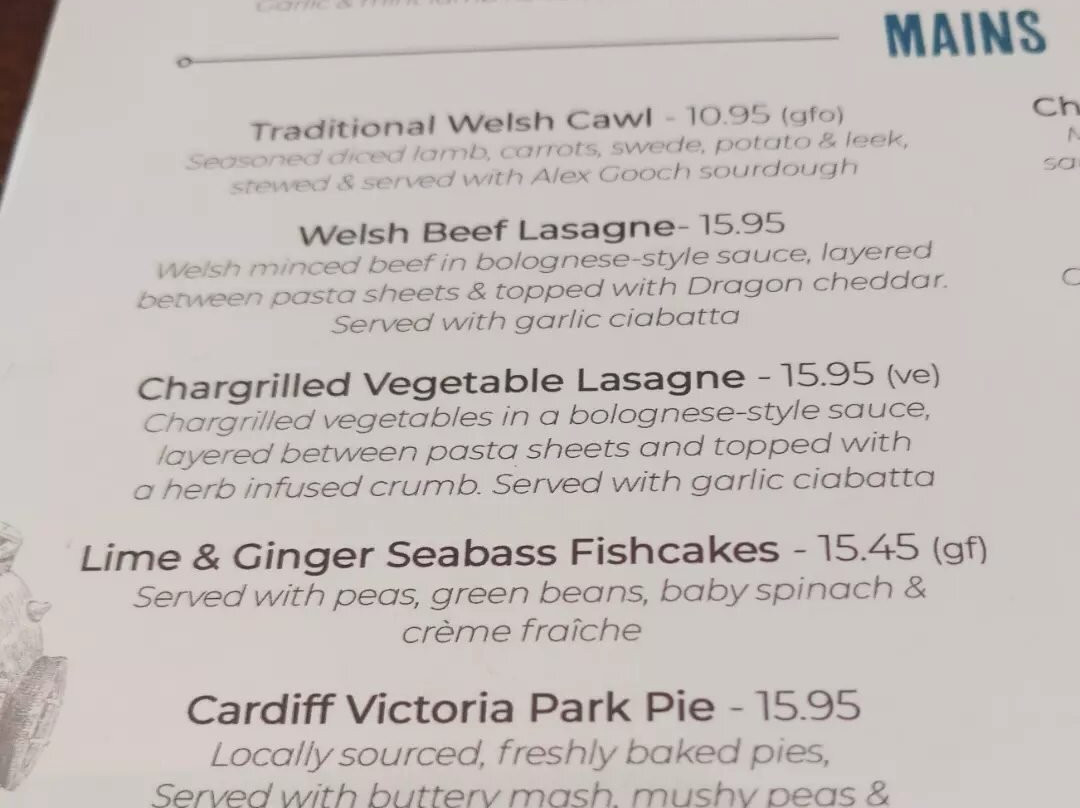 Garlic &
MAINS
Traditional Welsh Cawl - 10.95 (gfo)
Seasoned diced lamb, carrots, swede, potato & leek,
stewed & served with Alex Gooch sourdough
Welsh Beef Lasagne- 15.95
Welsh minced beef in bolognese-style sauce, layered
between pasta sheets & topped with Dragon cheddar.
Served with garlic ciabatta
Chargrilled Vegetable Lasagne - 15.95 (ve)
Chargrilled vegetables in a bolognese-style sauce,
layered between pasta sheets and topped with
a herb infused crumb. Served with garlic ciabatta
Lime & Ginger Seabass Fishcakes - 15.45 (gf)
Served with peas, green beans, baby spinach &
crème fraîche
Cardiff Victoria Park Pie - 15.95
Locally sourced, freshly baked pies,
Served with buttery mash, mushy peas &
Ch